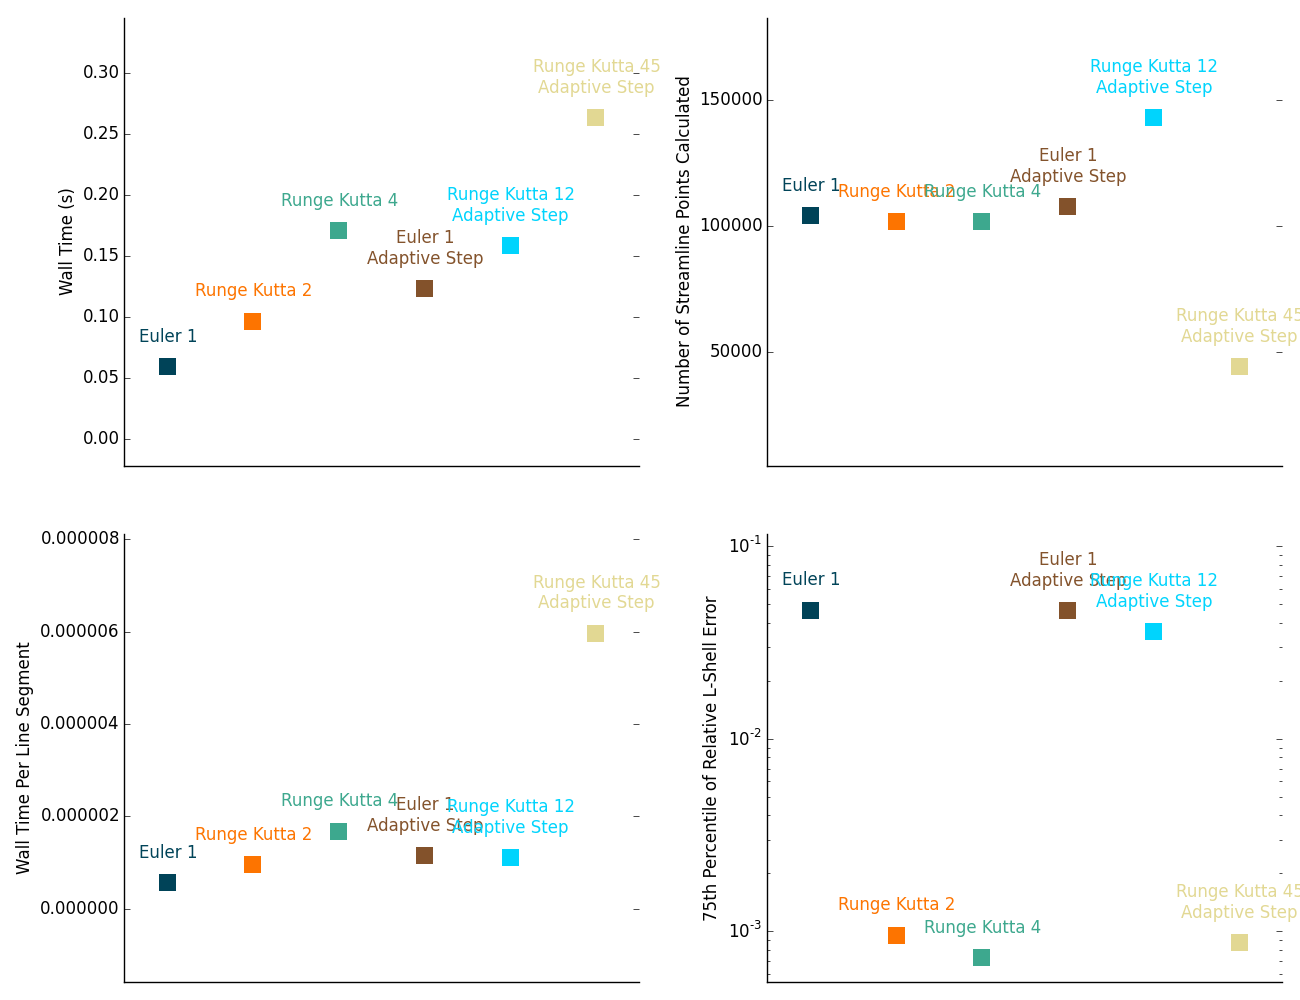 Wall Time (s)
0.30
0.25
0.20
0.15
0.10
0.05
0.00
Euler 1
Runge Kutta 2
Runge Kutta 4
Euler 1
Adaptive Step
Runge Kutta 12
Adaptive Step
Runge Kutta 45
Adaptive Step
Number of Streamline Points Calculated
150000
100000
50000
Euler 1
Runge Kutta 2
Runge Kutta 4
Euler 1
Adaptive Step
Runge Kutta 12
Adaptive Step
Runge Kutta 45
Adaptive Step
Wall Time Per Line Segment
0.000008
0.000006
0.000004
0.000002
0.000000
Euler 1
Runge Kutta 2
Runge Kutta 4
Euler 1
Adaptive Step
Runge Kutta 12
Adaptive Step
Runge Kutta 45
Adaptive Step
75th Percentile of Relative L-Shell Error
10⁻¹
10⁻²
10⁻³
Euler 1
Runge Kutta 2
Runge Kutta 4
Euler 1
Adaptive Step
Runge Kutta 12
Adaptive Step
Runge Kutta 45
Adaptive Step